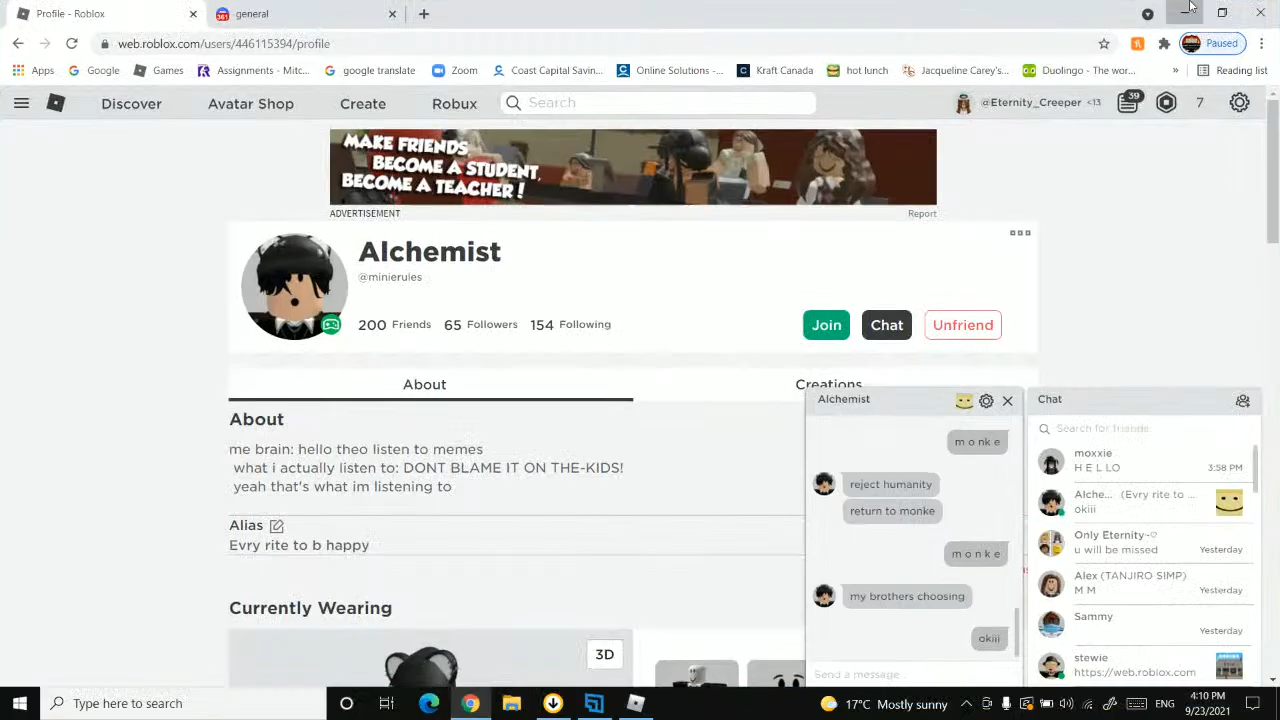 Profile - Roblox
361 general
web.roblox.com/users/446115394/profile
Paused
Apps Google Games Assignments - Mitc... google translate Zoom Coast Capital Savin... Online Solutions -... Kraft Canada hot lunch Jacqueline Carey's... Duolingo - The wor... » Reading list
Discover Avatar Shop Create Robux Search @Eternity_Creeper <13 39 7
MAKE FRIENDS
BECOME A STUDENT,
BECOME A TEACHER!
ADVERTISEMENT Report
Alchemist
@minierules
200 Friends 65 Followers 154 Following
Join Chat Unfriend
About Creations
About
me brain: hello theo listen to memes
what i actually listen to: DONT BLAME IT ON THE-KIDS!
yeah that's what im listening to
Alias
Evry rite to b happy
Currently Wearing
3D
Alchemist
m o nk e
reject humanity
return to monke
m o n k e
my brothers choosing
okiii
Send a message
Chat
Search for friends
moxxie
H E L LO 3:58 PM
Alche... (Evry rite to ...
okiii
Only Eternity~♡
u will be missed Yesterday
Alex (TANJIRO SIMP)
M M Yesterday
Sammy
Yesterday
stewie
https://web.roblox.com
Type here to search
17°C Mostly sunny
ENG
4:10 PM
9/23/2021